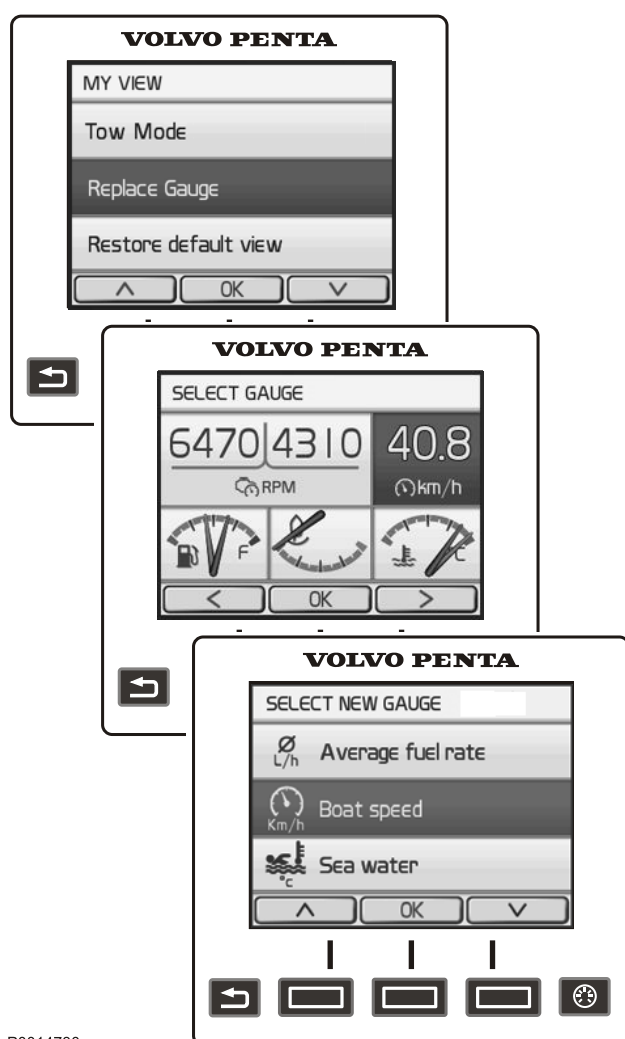 VOLVO PENTA
MY VIEW
Tow Mode
Replace Gauge
Restore default view
OK
VOLVO PENTA
SELECT GAUGE
6470 4310 40.8
RPM km/h
F C
OK
VOLVO PENTA
SELECT NEW GAUGE
Ø
L/h Average fuel rate
Boat speed
Km/h
Sea water
°c
OK